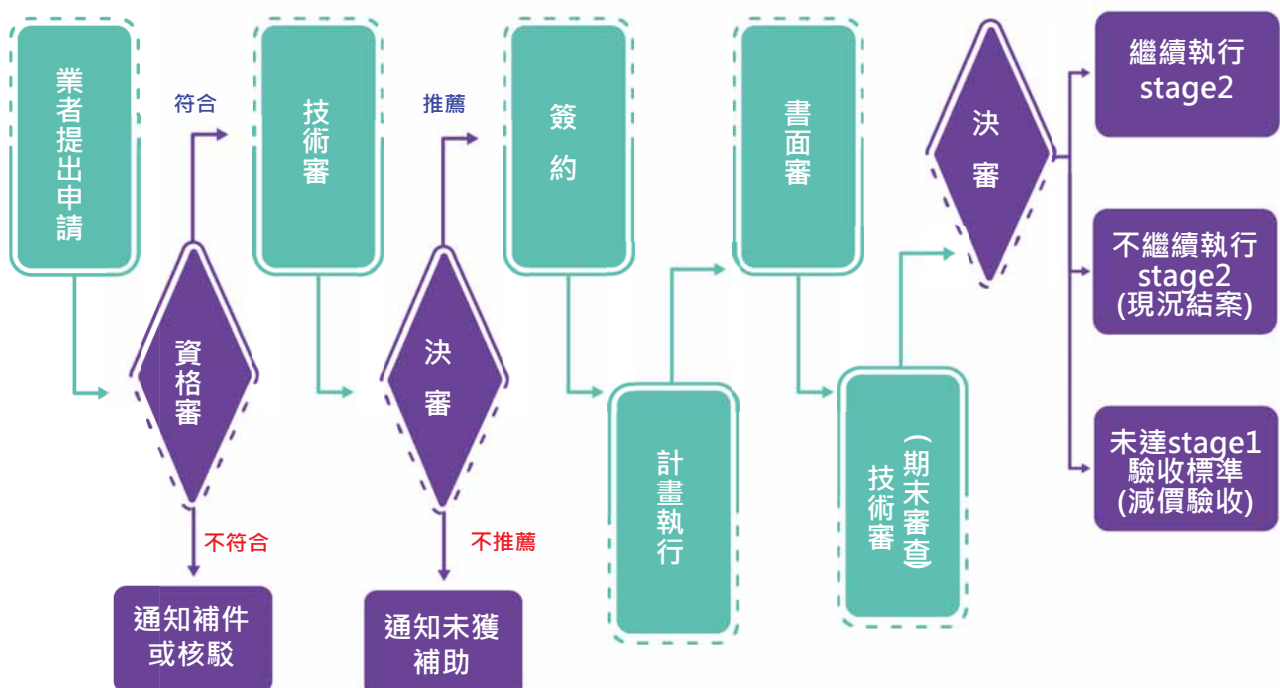 業者提出申請
資格審
符合
不符合
通知補件
或核駁
技術審
決審
推薦
不推薦
通知未獲
補助
簽約
計畫執行
書面審
(期末審查)
技術審
決審
繼續執行
stage2
不繼續執行
stage2
(現況結案)
未達stage1
驗收標準
(減價驗收)